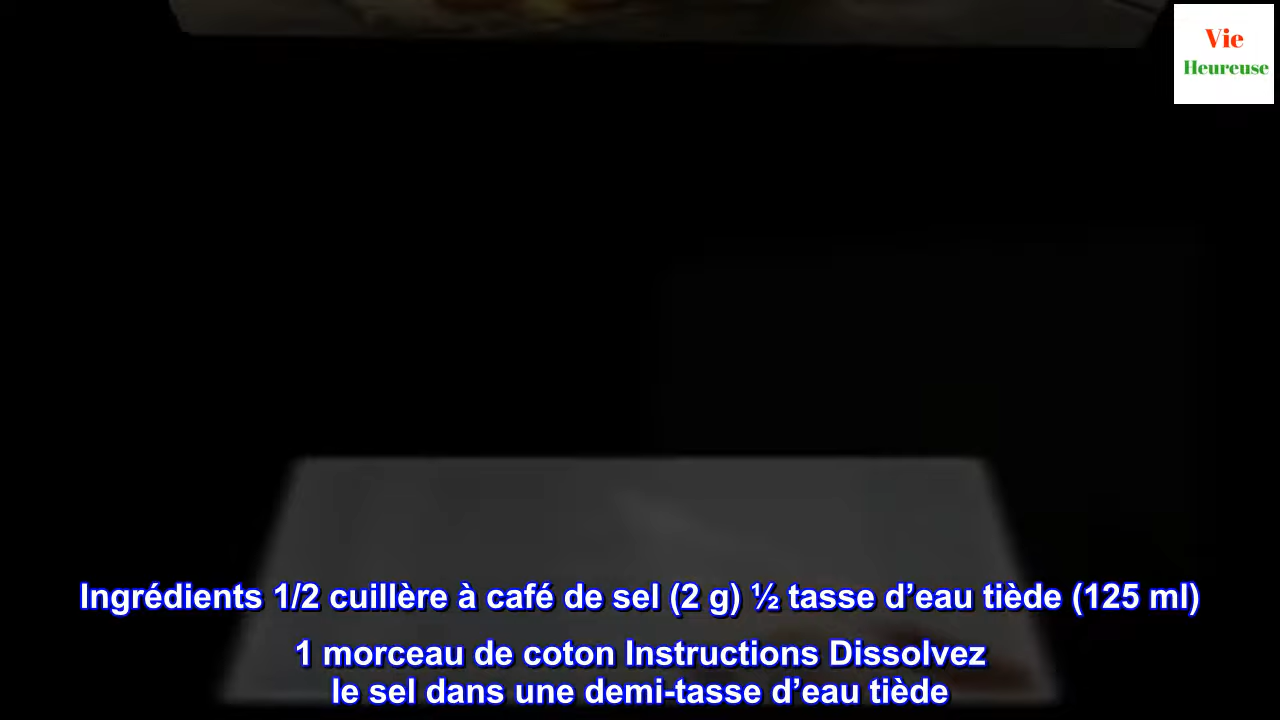 Vie
Heureuse
Ingrédients 1/2 cuillère à café de sel (2 g) ½ tasse d’eau tiède (125 ml)
1 morceau de coton Instructions Dissolvez
le sel dans une demi-tasse d’eau tiède